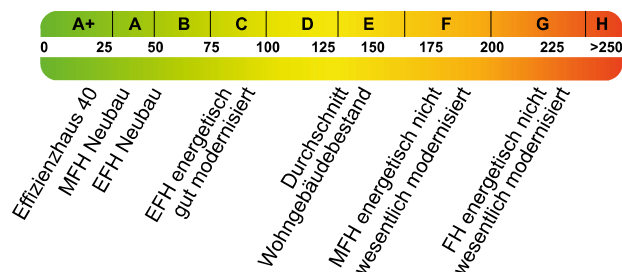 A+ A B C D E F G H
0 25 50 75 100 125 150 175 200 225 >250
Effizienzhaus 40
MFH Neubau
EFH Neubau
EFH energetisch
gut modernisiert
Durchschnitt
Wohngebäudebestand
MFH energetisch nicht
wesentlich modernisiert
FH energetisch nicht
wesentlich modernisiert